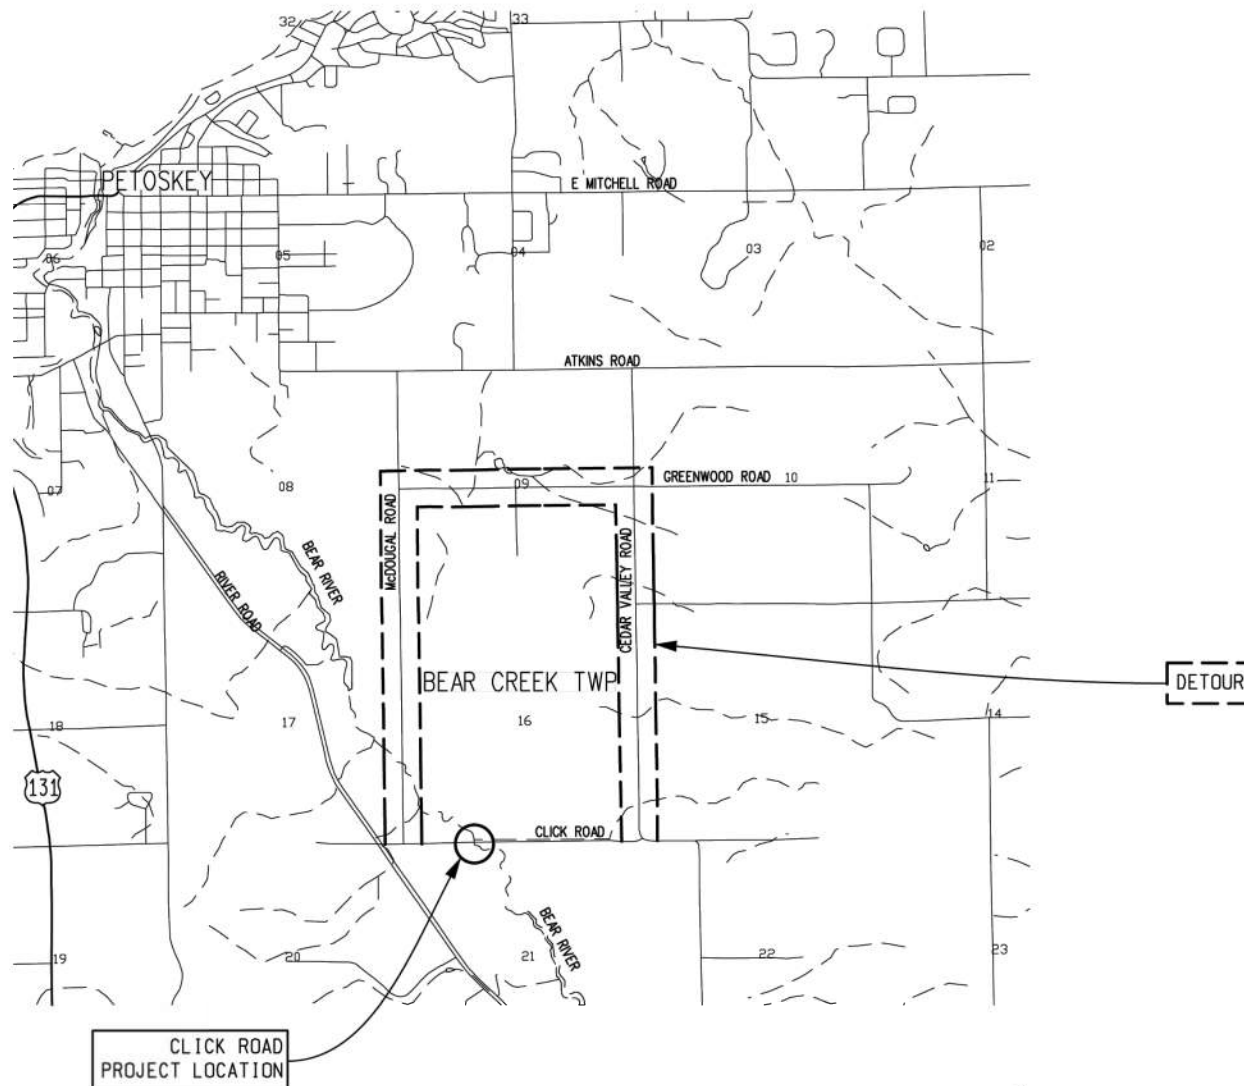 32
33
PETOSKEY
E MITCHELL ROAD
06
05
04
03
02
ATKINS ROAD
07
08
09
GREENWOOD ROAD
10
11
McDOUGAL ROAD
BEAR RIVER
RIVER ROAD
CEDAR VALLEY ROAD
BEAR CREEK TWP
DETOUR
18
17
16
15
14
131
CLICK ROAD
19
20
21
BEAR RIVER
22
23
CLICK ROAD
PROJECT LOCATION